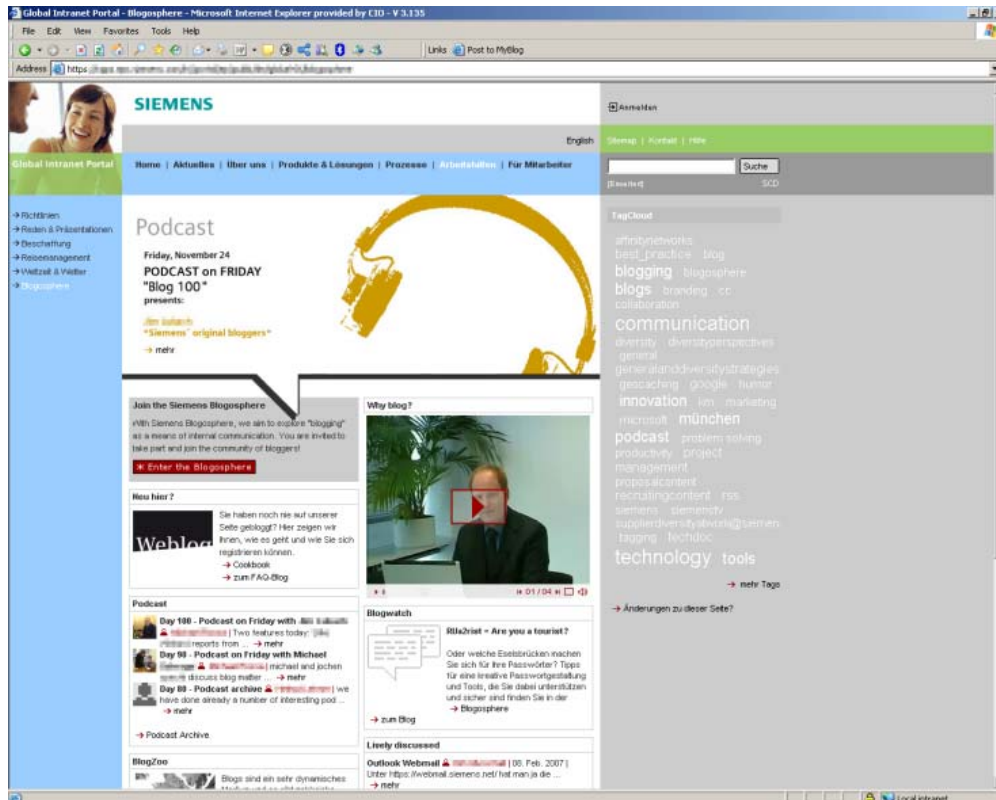 Global Intranet Portal - Blogosphere - Microsoft Internet Explorer provided by CIO - V 3.135
File Edit View Favorites Tools Help
Links Post to MyBlog
Address https
SIEMENS
Anmelden
English
Sitemap | Kontakt | Hilfe
Global Intranet Portal
Home | Aktuelles | Über uns | Produkte & Lösungen | Prozesse | Arbeitshilfen | Für Mitarbeiter
Suche
[Erweitert] SCD
→ Richtlinien
→ Reden & Präsentationen
→ Beschaffung
→ Reisemanagement
→ Weltzeit & Wetter
→ Blogosphere
Podcast
Friday, November 24
PODCAST on FRIDAY
"Blog 100"
presents:
"Siemens' original bloggers"
→ mehr
Join the Siemens Blogosphere
With Siemens Blogosphere, we aim to explore "blogging"
as a means of internal communication. You are invited to
take part and join the community of bloggers!
Enter the Blogosphere
Neu hier?
Weblog
Sie haben noch nie auf unserer
Seite gebloggt? Hier zeigen wir
Ihnen, wie es geht und wie Sie sich
registrieren können.
→ Cookbook
→ zum FAQ-Blog
Podcast
Day 100 - Podcast on Friday with
| Two features today:
reports from ... → mehr
Day 98 - Podcast on Friday with Michael
| michael and jochen
discuss blog matter ... → mehr
Day 80 - Podcast archive
| we
have done already a number of interesting pod ...
→ mehr
→ Podcast Archive
BlogZoo
Blogs sind ein sehr dynamisches
Why blog?
01 / 04
Blogwatch
RUa2rist = Are you a tourist?
Oder welche Eselsbrücken machen
Sie sich für Ihre Passwörter? Tipps
für eine kreative Passwortgestaltung
und Tools, die Sie dabei unterstützen
und sicher sind finden Sie in der
→ Blogosphere
→ zum Blog
Lively discussed
Outlook Webmail | 08. Feb. 2007 |
Unter https://webmail.siemens.net/ hat man ja die ...
→ mehr
TagCloud
affinitynetworks
best_practice blog
blogging blogosphere
blogs branding cc
collaboration
communication
diversity diversityperspectives
general
generalanddiversitystrategies
geocaching google humor
innovation km marketing
microsoft münchen
podcast problem solving
productivity project
management
proposalcontent
recruitingcontent rss
siemens siemenstv
supplierdiversityatwork@siemen
tagging techdoc
technology tools
→ mehr Tags
→ Änderungen zu dieser Seite?
Local intranet